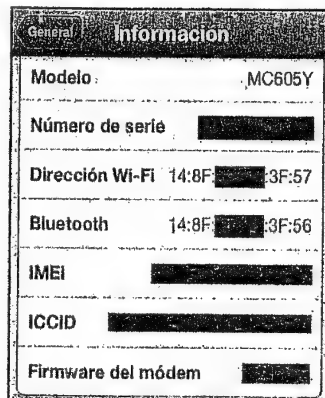 General Información
Modelo MC605Y
Número de serie
Dirección Wi-Fi 14:8F: :3F:57
Bluetooth 14:8F: :3F:56
IMEI
ICCID
Firmware del módem